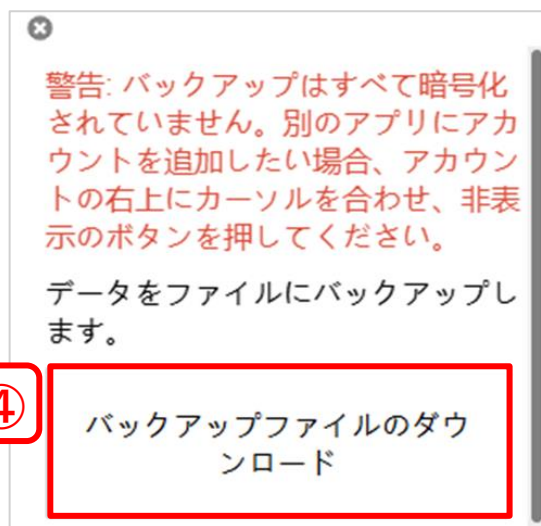 警告: バックアップはすべて暗号化
されていません。別のアプリにアカ
ウントを追加したい場合、アカウン
トの右上にカーソルを合わせ、非表
示のボタンを押してください。
データをファイルにバックアップし
ます。
④
バックアップファイルのダウ
ンロード